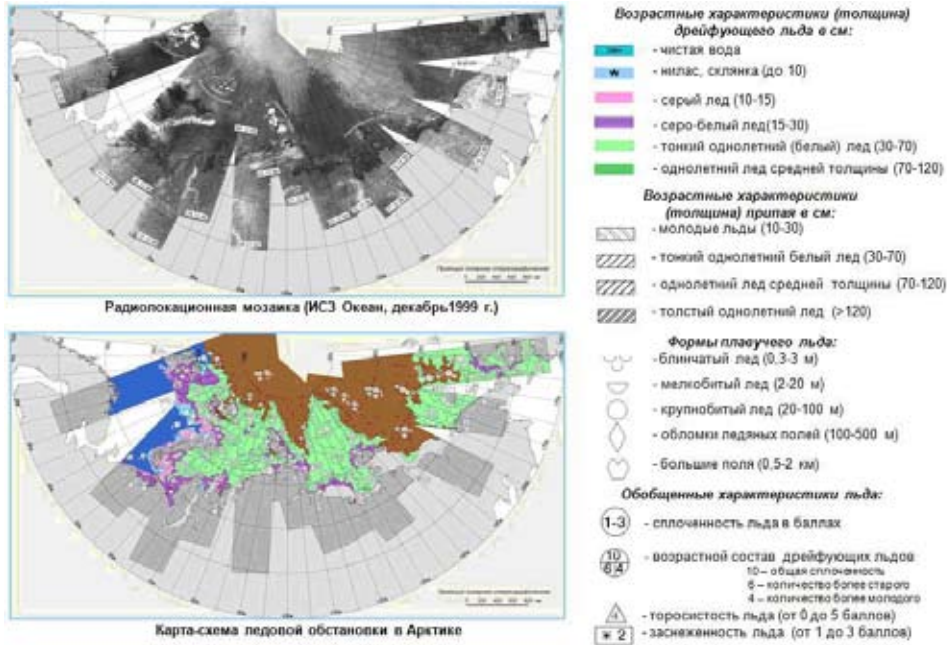 Радиолокационная мозаика (ИСЗ Океан, декабрь1999 г.)
Карта-схема ледовой обстановки в Арктике
Возрастные характеристики (толщина)
дрейфующего льда в см:
- чистая вода
- нилас, склянка (до 10)
- серый лед (10-15)
- серо-белый лед(15-30)
- тонкий однолетний (белый) лед (30-70)
- однолетний лед средней толщины (70-120)
Возрастные характеристики
(толщина) припая в см:
- молодые льды (10-30)
- тонкий однолетний белый лед (30-70)
- однолетний лед средней толщины (70-120)
- толстый однолетний лед (>120)
Формы плавучего льда:
- блинчатый лед (0,3-3 м)
- мелкобитый лед (2-20 м)
- крупнобитый лед (20-100 м)
- обломки ледяных полей (100-500 м)
- большие поля (0,5-2 км)
Обобщенные характеристики льда:
1-3 - сплоченность льда в баллах
10
6 4 - возрастной состав дрейфующих льдов
10 – общая сплоченность
6 – количество более старого
4 – количество более молодого
4 - торосистость льда (от 0 до 5 баллов)
* 2 - заснеженность льда (от 1 до 3 баллов)